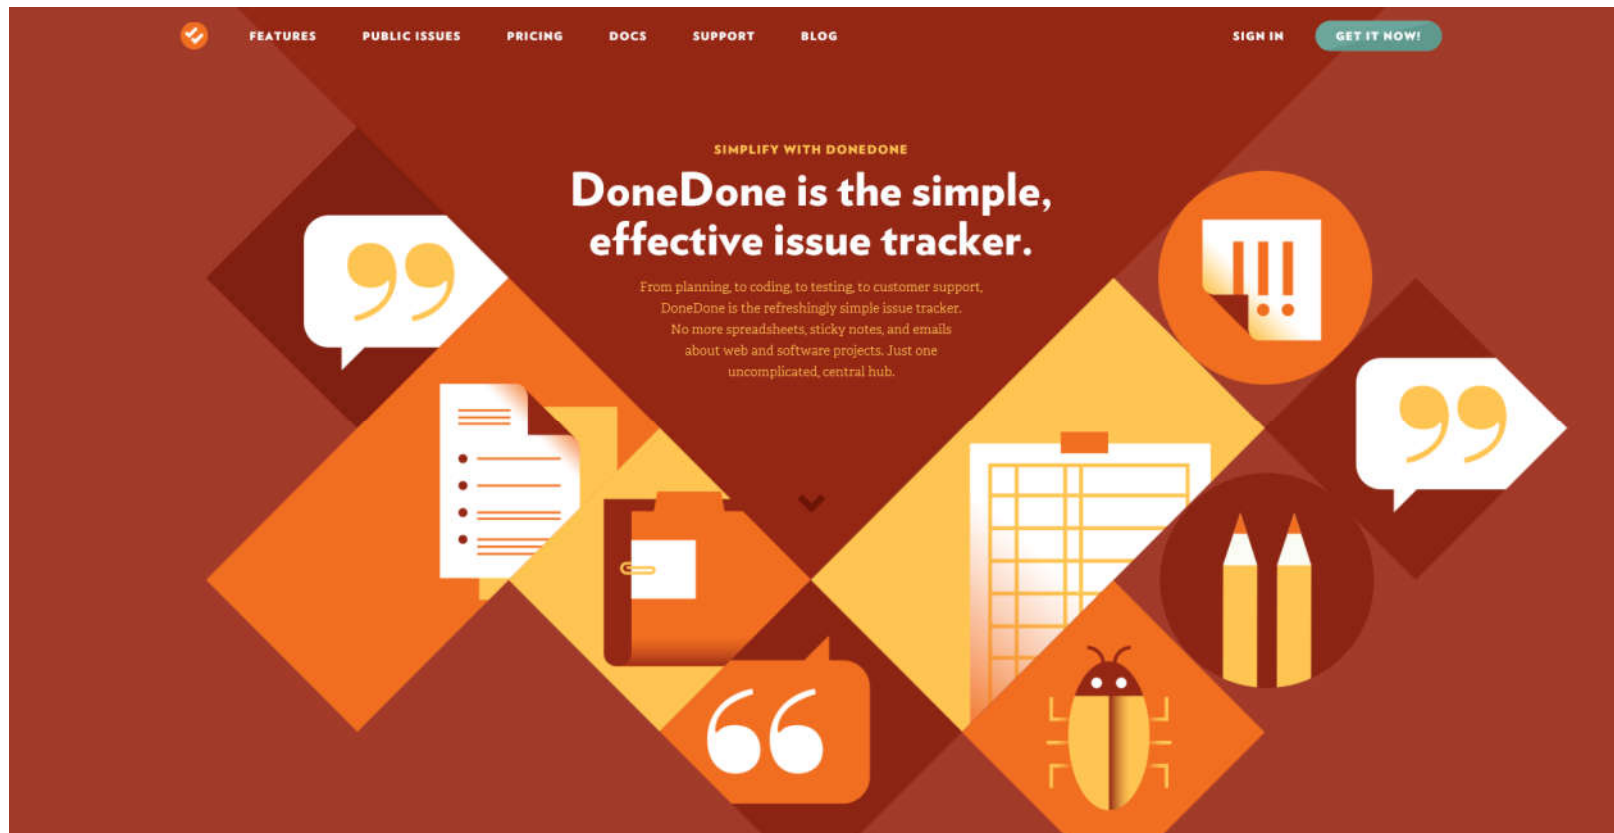 FEATURES PUBLIC ISSUES PRICING DOCS SUPPORT BLOG SIGN IN GET IT NOW!
SIMPLIFY WITH DONEDONE
DoneDone is the simple,
effective issue tracker.
From planning, to coding, to testing, to customer support,
DoneDone is the refreshingly simple issue tracker.
No more spreadsheets, sticky notes, and emails
about web and software projects. Just one
uncomplicated, central hub.